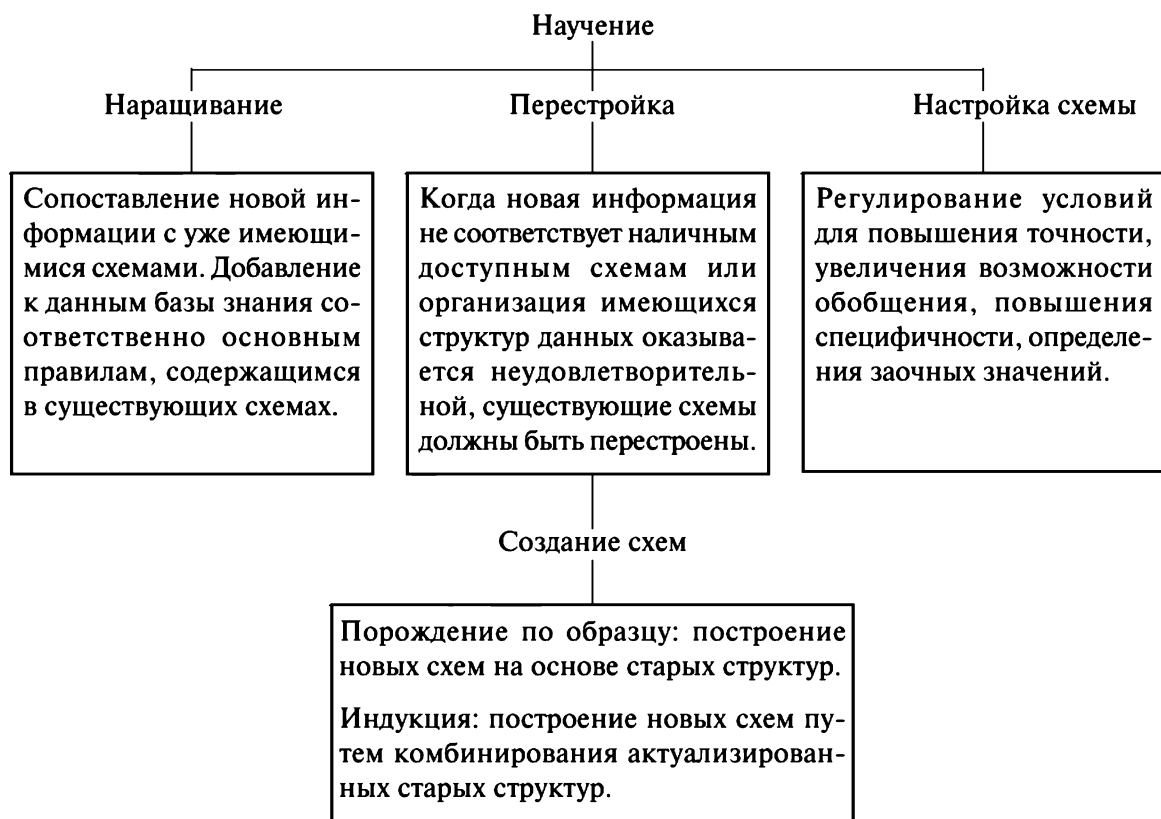 Научение
Наращивание
Перестройка
Настройка схемы
Сопоставление новой ин-
формации с уже имеющи-
мися схемами. Добавление
к данным базы знания со-
ответственно основным
правилам, содержащимся
в существующих схемах.
Когда новая информация
не соответствует наличным
доступным схемам или
организация имеющихся
структур данных оказыва-
ется неудовлетворитель-
ной, существующие схемы
должны быть перестроены.
Регулирование условий
для повышения точности,
увеличения возможности
обобщения, повышения
специфичности, определе-
ния заочных значений.
Создание схем
Порождение по образцу: построение
новых схем на основе старых структур.
Индукция: построение новых схем пу-
тем комбинирования актуализирован-
ных старых структур.